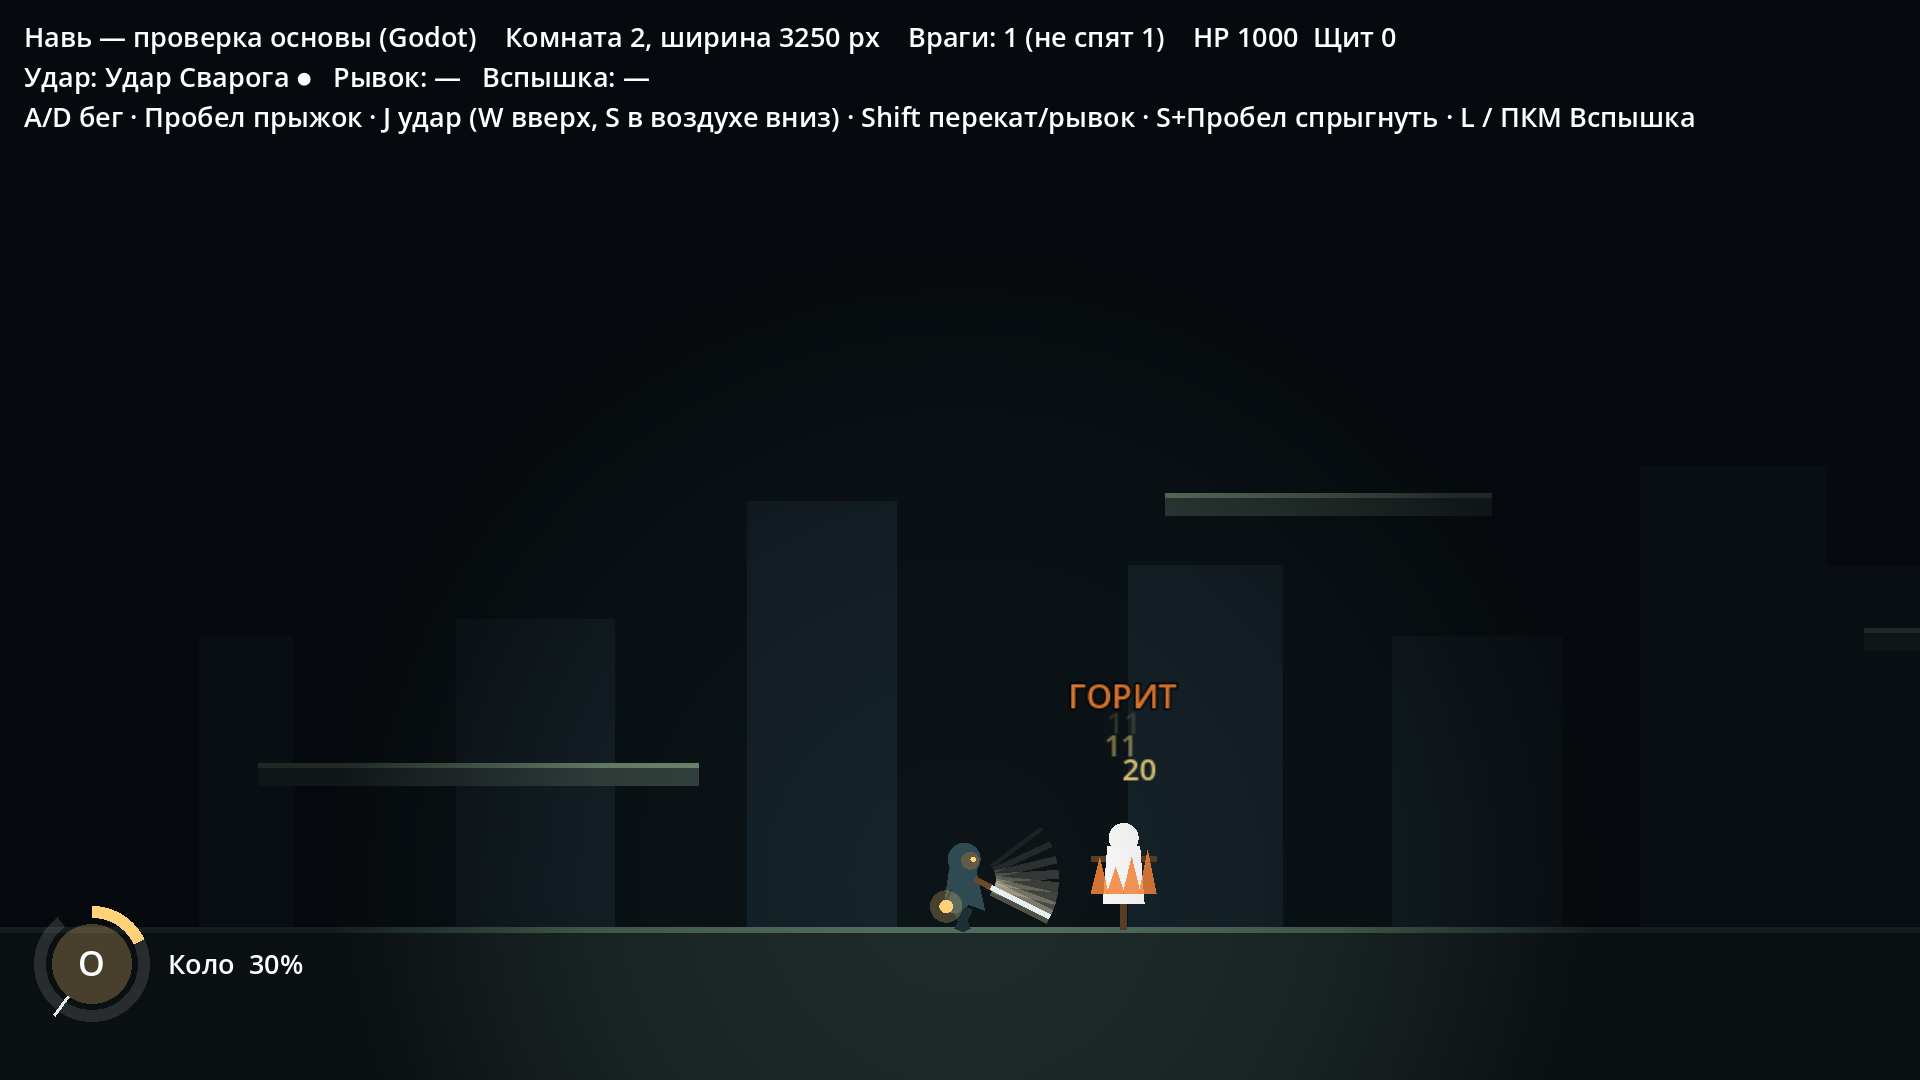 Навь — проверка основы (Godot) Комната 2, ширина 3250 px Враги: 1 (не спят 1) HP 1000 Щит 0
Удар: Удар Сварога ● Рывок: — Вспышка: —
A/D бег · Пробел прыжок · J удар (W вверх, S в воздухе вниз) · Shift перекат/рывок · S+Пробел спрыгнуть · L / ПКМ Вспышка
ГОРИТ
11
11
20
О Коло 30%